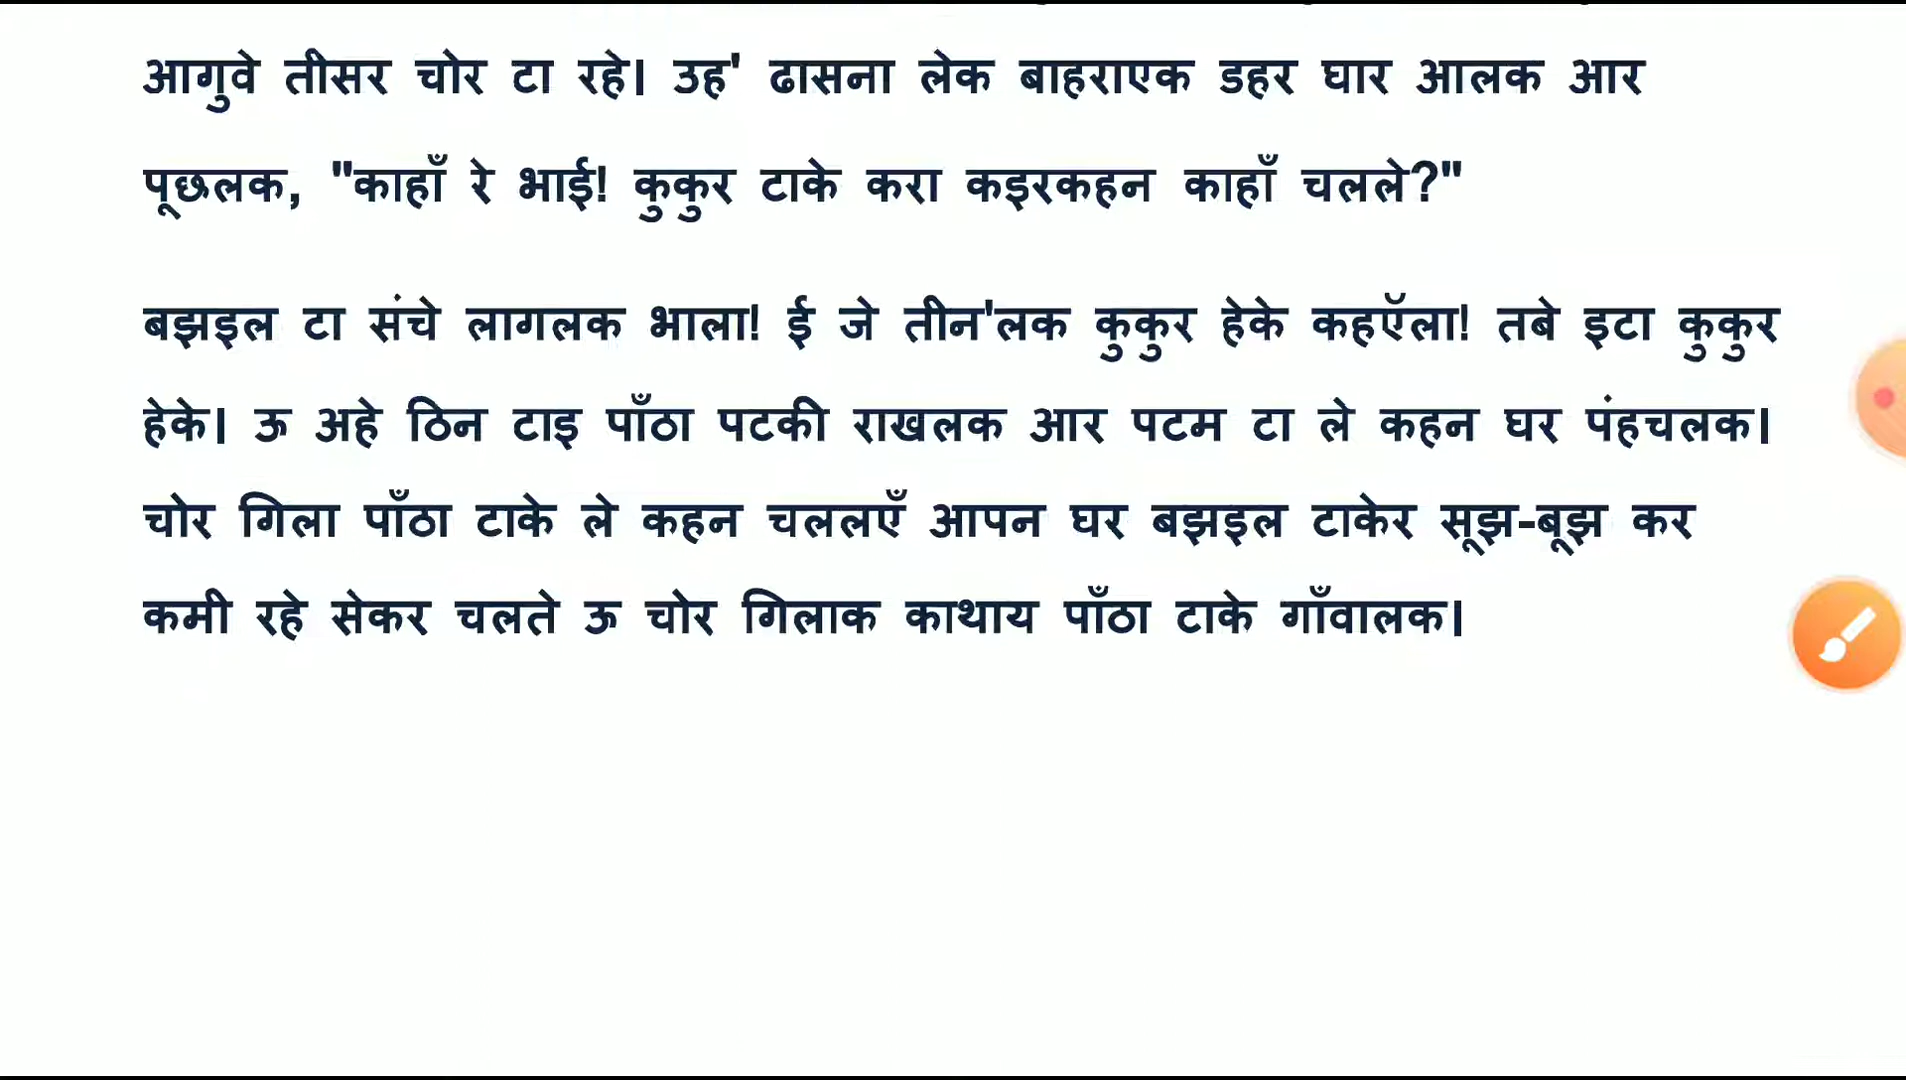 आगुवे तीसर चोर टा रहे। उह' ढासना लेक बाहराएक डहर घार आलक आर
पूछलक, "काहाँ रे भाई! कुकुर टाके करा कइरकहन काहाँ चलले?"
बझइल टा संचे लागलक भाला! ई जे तीन'लक कुकुर हेके कहएॅला! तबे इटा कुकुर
हेके। ऊ अहे ठिन टाइ पाँठा पटकी राखलक आर पटम टा ले कहन घर पंहचलक।
चोर गिला पाँठा टाके ले कहन चललएँ आपन घर बझइल टाकेर सूझ-बूझ कर
कमी रहे सेकर चलते ऊ चोर गिलाक काथाय पाँठा टाके गाँवालक।